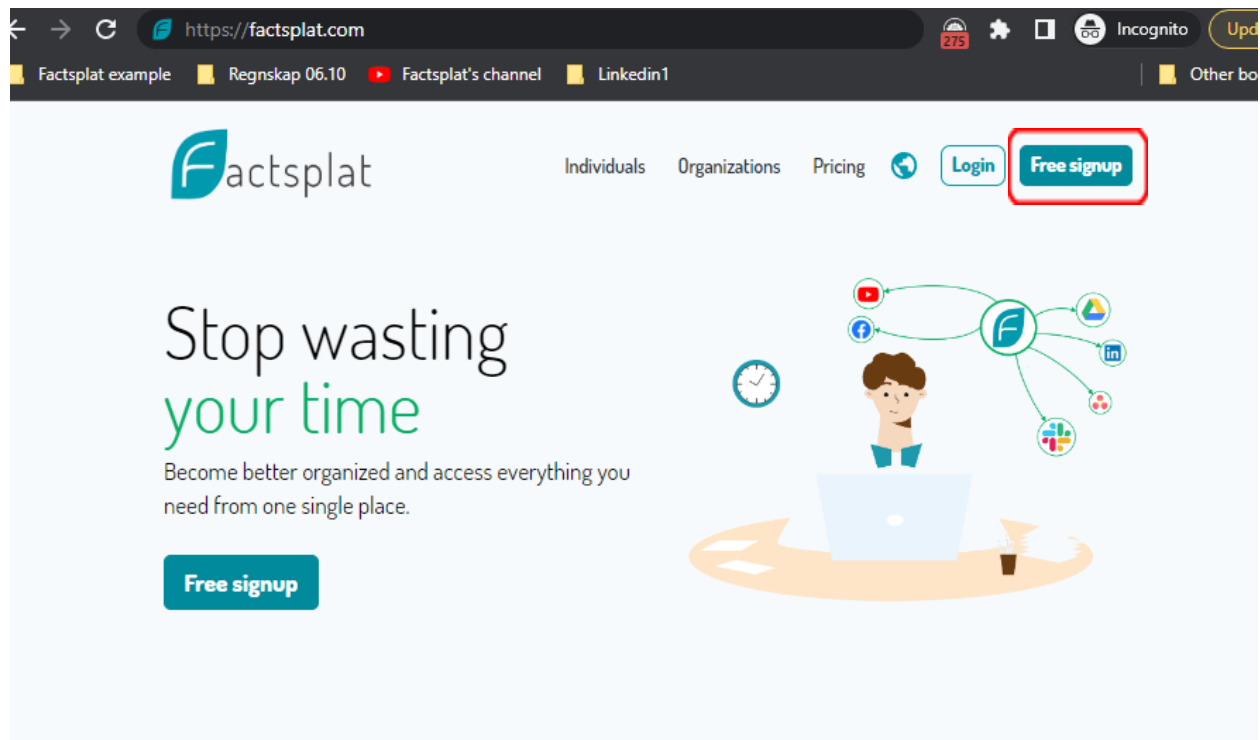 https://factsplat.com
275
Incognito
Upd
Factsplat example
Regnskap 06.10
Factsplat's channel
Linkedin1
Other bo
Factsplat
Individuals
Organizations
Pricing
Login
Free signup
Stop wasting
your time
Become better organized and access everything you
need from one single place.
Free signup